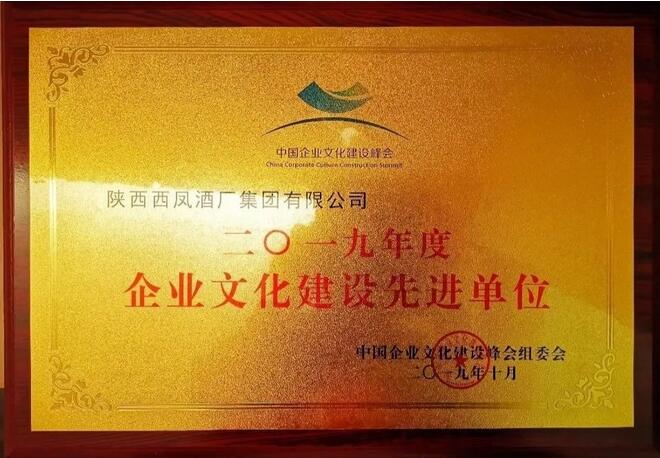 中国企业文化建设峰会
China Corporate Culture Construction Summit
陕西西凤酒厂集团有限公司
二〇一九年度
企业文化建设先进单位
中国企业文化建设峰会组委会
二〇一九年十月